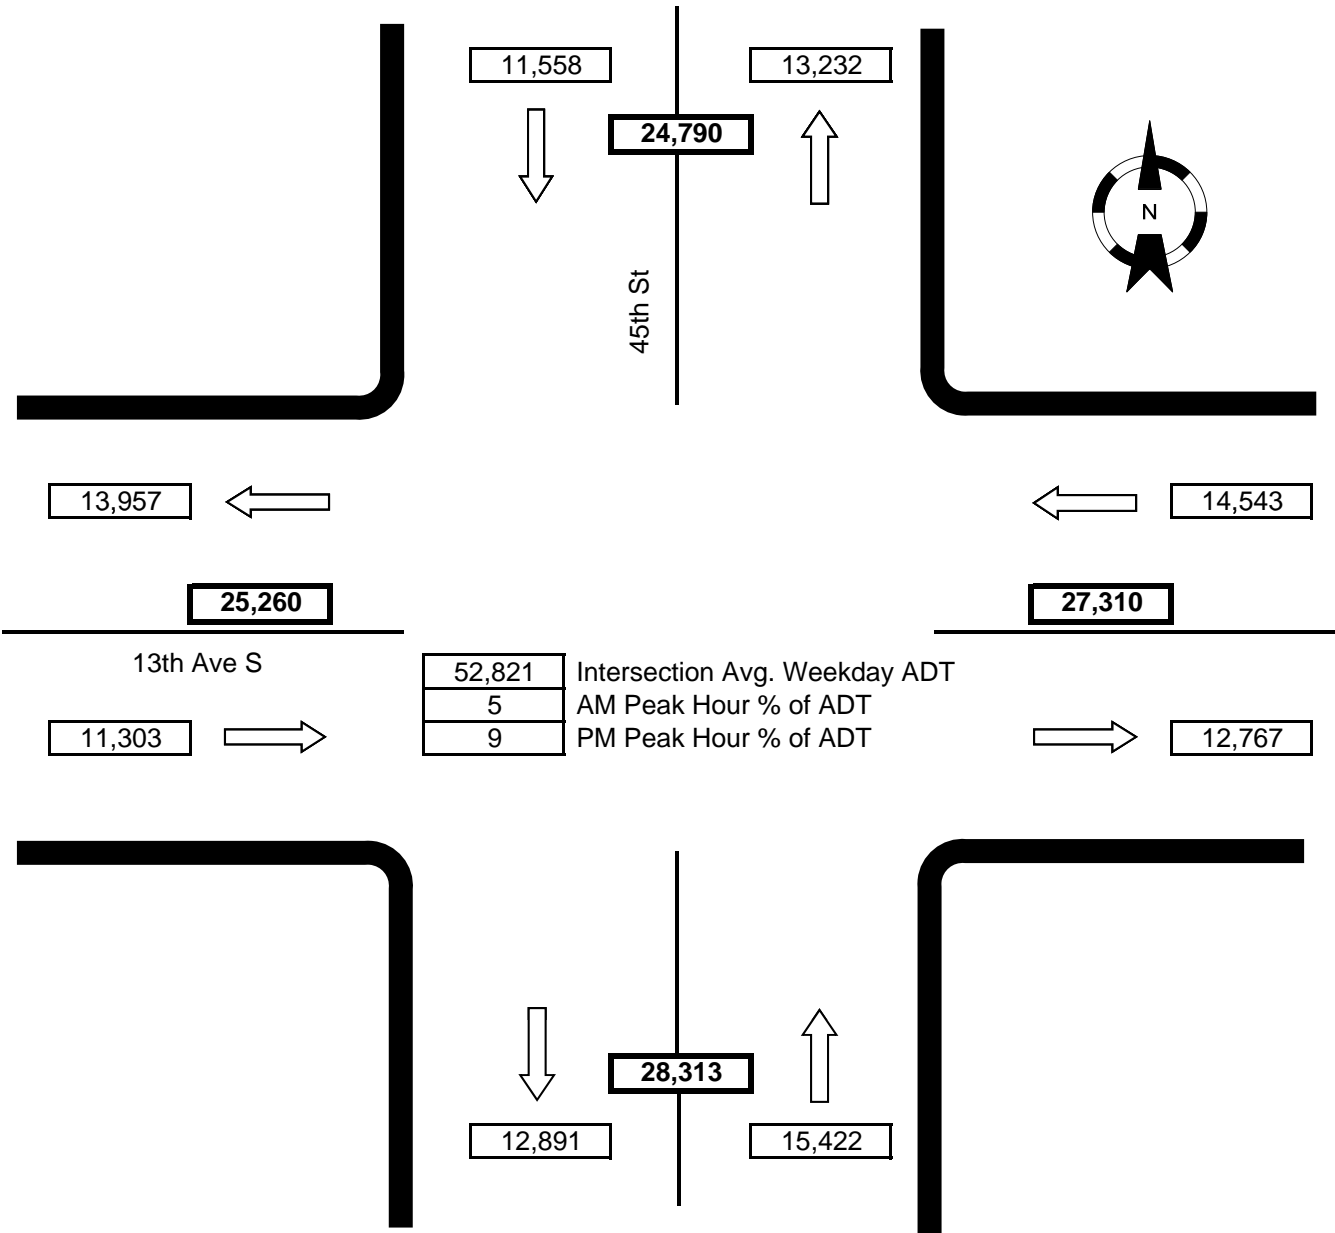 11,558
13,232
24,790
N
45th St
13,957
14,543
25,260
27,310
13th Ave S
52,821 Intersection Avg. Weekday ADT
5 AM Peak Hour % of ADT
9 PM Peak Hour % of ADT
11,303
12,767
28,313
12,891
15,422